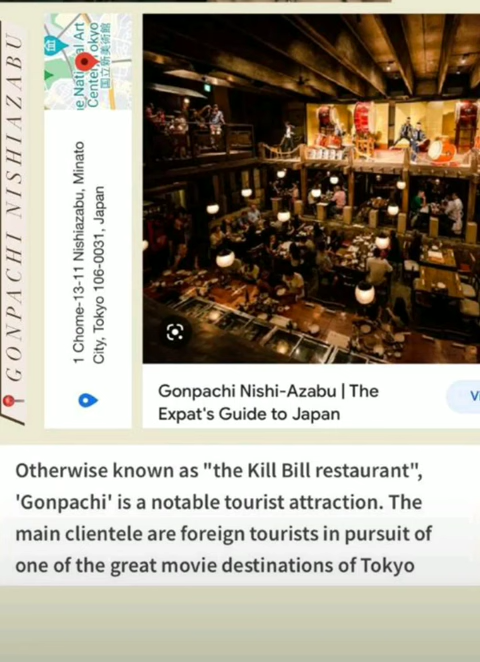 GONPACHI NISHIAZABU
e National Art
Center, Tokyo
国立新美術館
1 Chome-13-11 Nishiazabu, Minato
City, Tokyo 106-0031, Japan
Gonpachi Nishi-Azabu | The
Expat's Guide to Japan
Otherwise known as "the Kill Bill restaurant",
'Gonpachi' is a notable tourist attraction. The
main clientele are foreign tourists in pursuit of
one of the great movie destinations of Tokyo